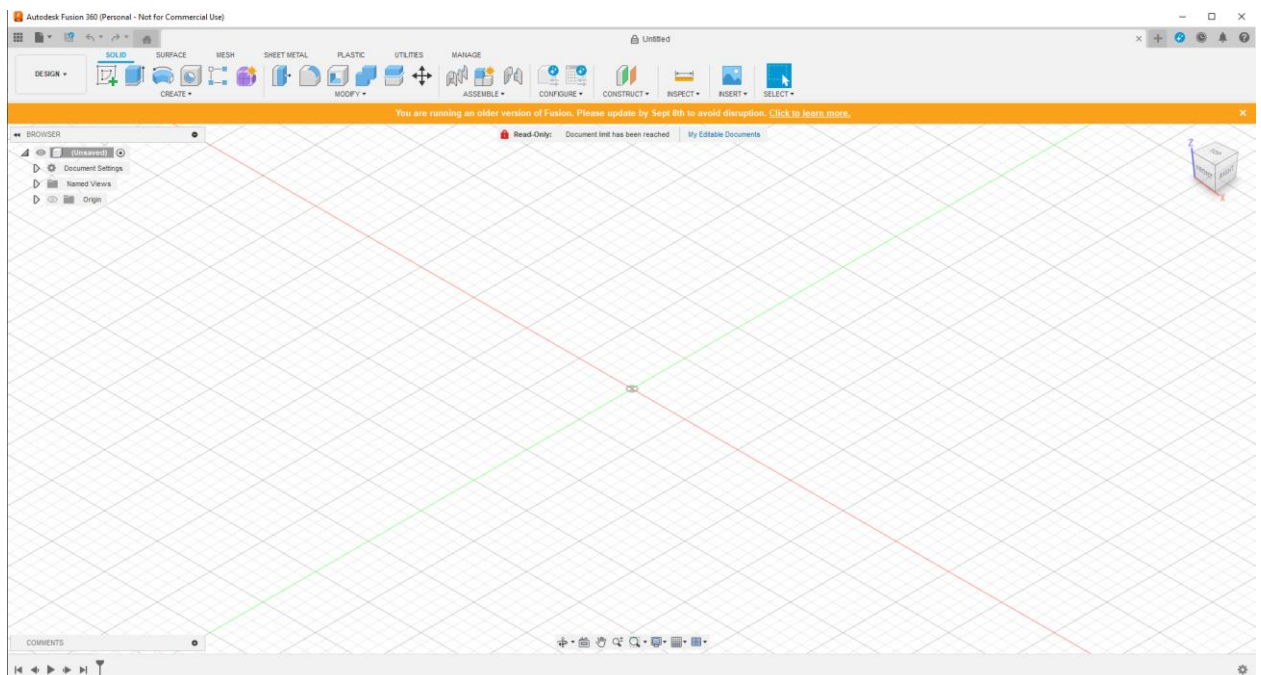 Autodesk Fusion 360 (Personal - Not for Commercial Use)
Untitled
SOLID SURFACE MESH SHEET METAL PLASTIC UTILITIES MANAGE
DESIGN
CREATE MODIFY ASSEMBLE CONFIGURE CONSTRUCT INSPECT INSERT SELECT
You are running an older version of Fusion. Please update by Sept 8th to avoid disruption. Click to learn more.
BROWSER
Read-Only: Document limit has been reached My Editable Documents
(Unsaved)
Document Settings
Named Views
Origin
Z
TOP
FRONT RIGHT
X
COMMENTS